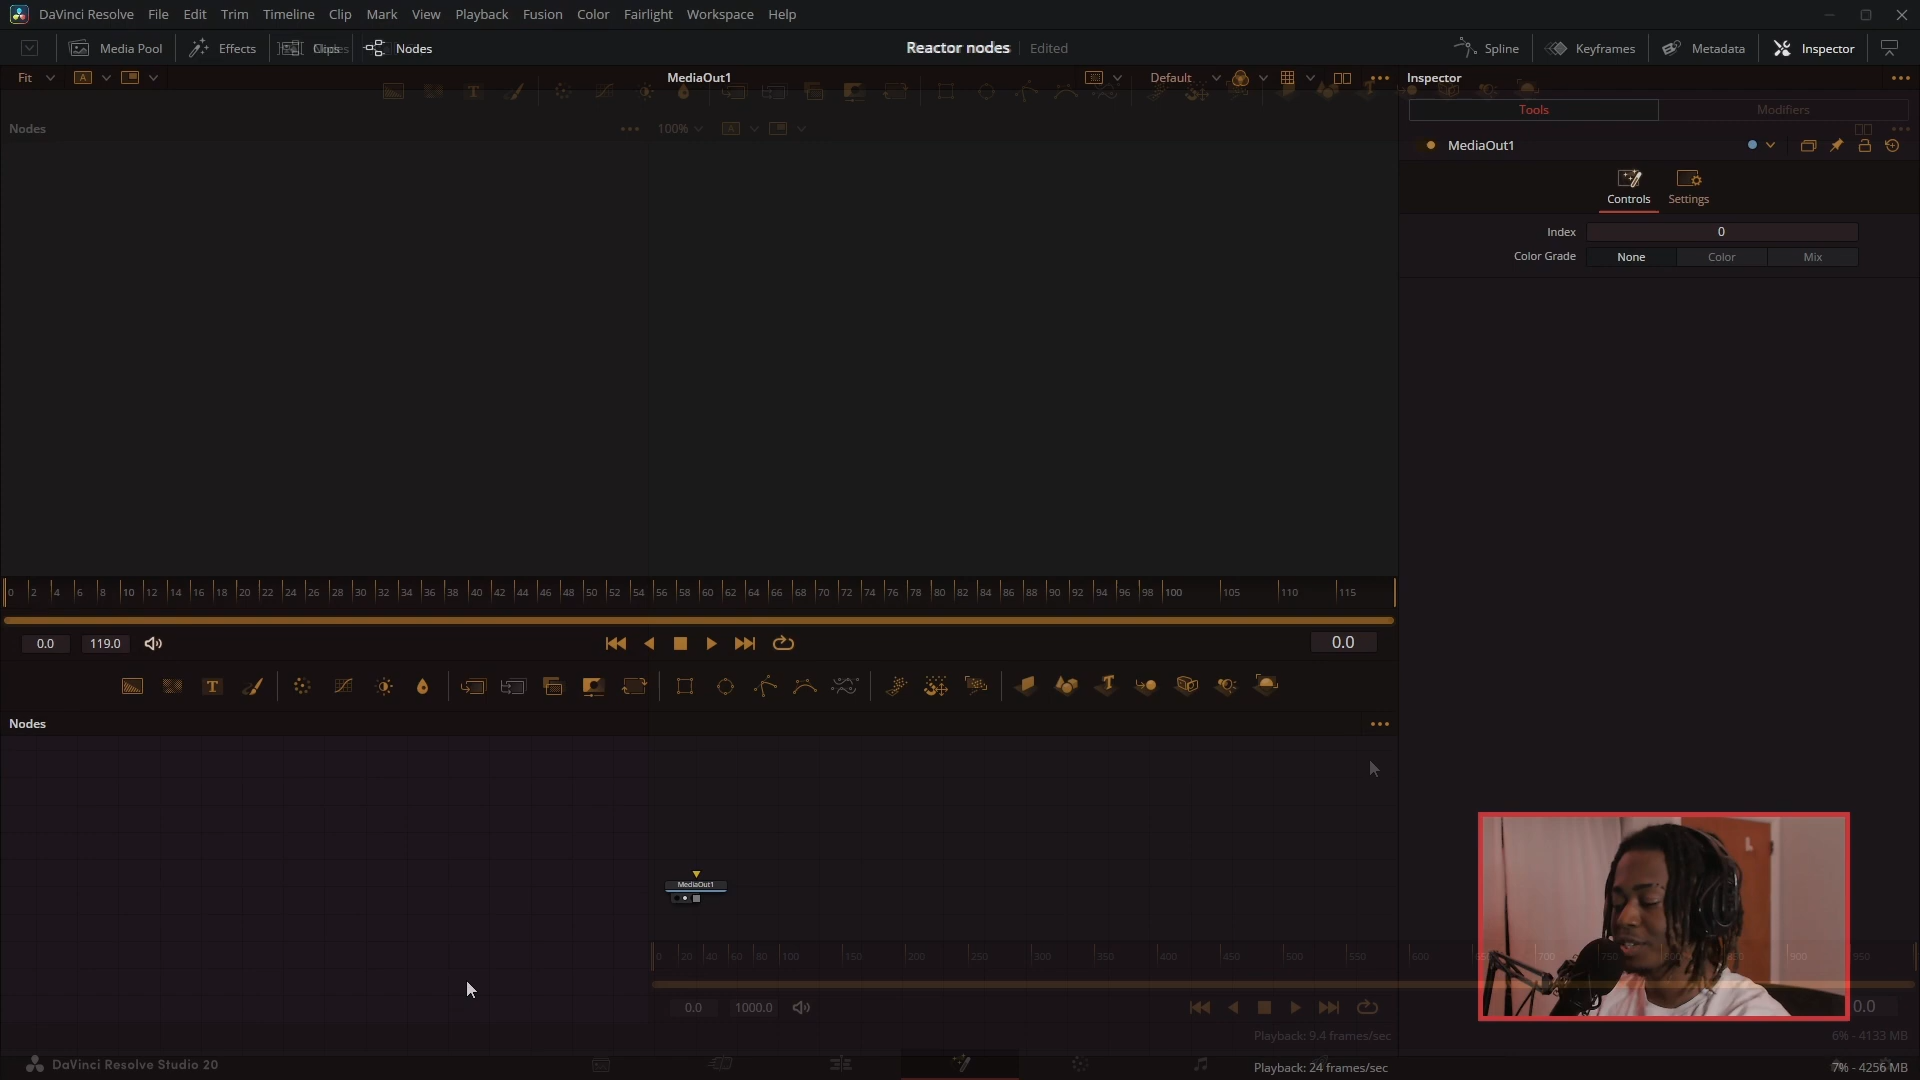 DaVinci Resolve File Edit Trim Timeline Clip Mark View Playback Fusion Color Fairlight Workspace Help
Media Pool Effects Clips Nodes Reactor nodes Edited Spline Keyframes Metadata Inspector
Fit A MediaOut1 Default Inspector
Tools Modifiers
Nodes 100% A
MediaOut1
Controls Settings
Index 0
Color Grade None Color Mix
0 2 4 6 8 10 12 14 16 18 20 22 24 26 28 30 32 34 36 38 40 42 44 46 48 50 52 54 56 58 60 62 64 66 68 70 72 74 76 78 80 82 84 86 88 90 92 94 96 98 100 105 110 115
0.0 119.0 0.0
T T
Nodes
MediaOut1
0 20 40 60 80 100 150 200 250 300 350 400 450 500 550 600 700 750 900 950
0.0 1000.0 0.0
Playback: 9.4 frames/sec 6% - 4133 MB
DaVinci Resolve Studio 20 Playback: 24 frames/sec 7% - 4256 MB